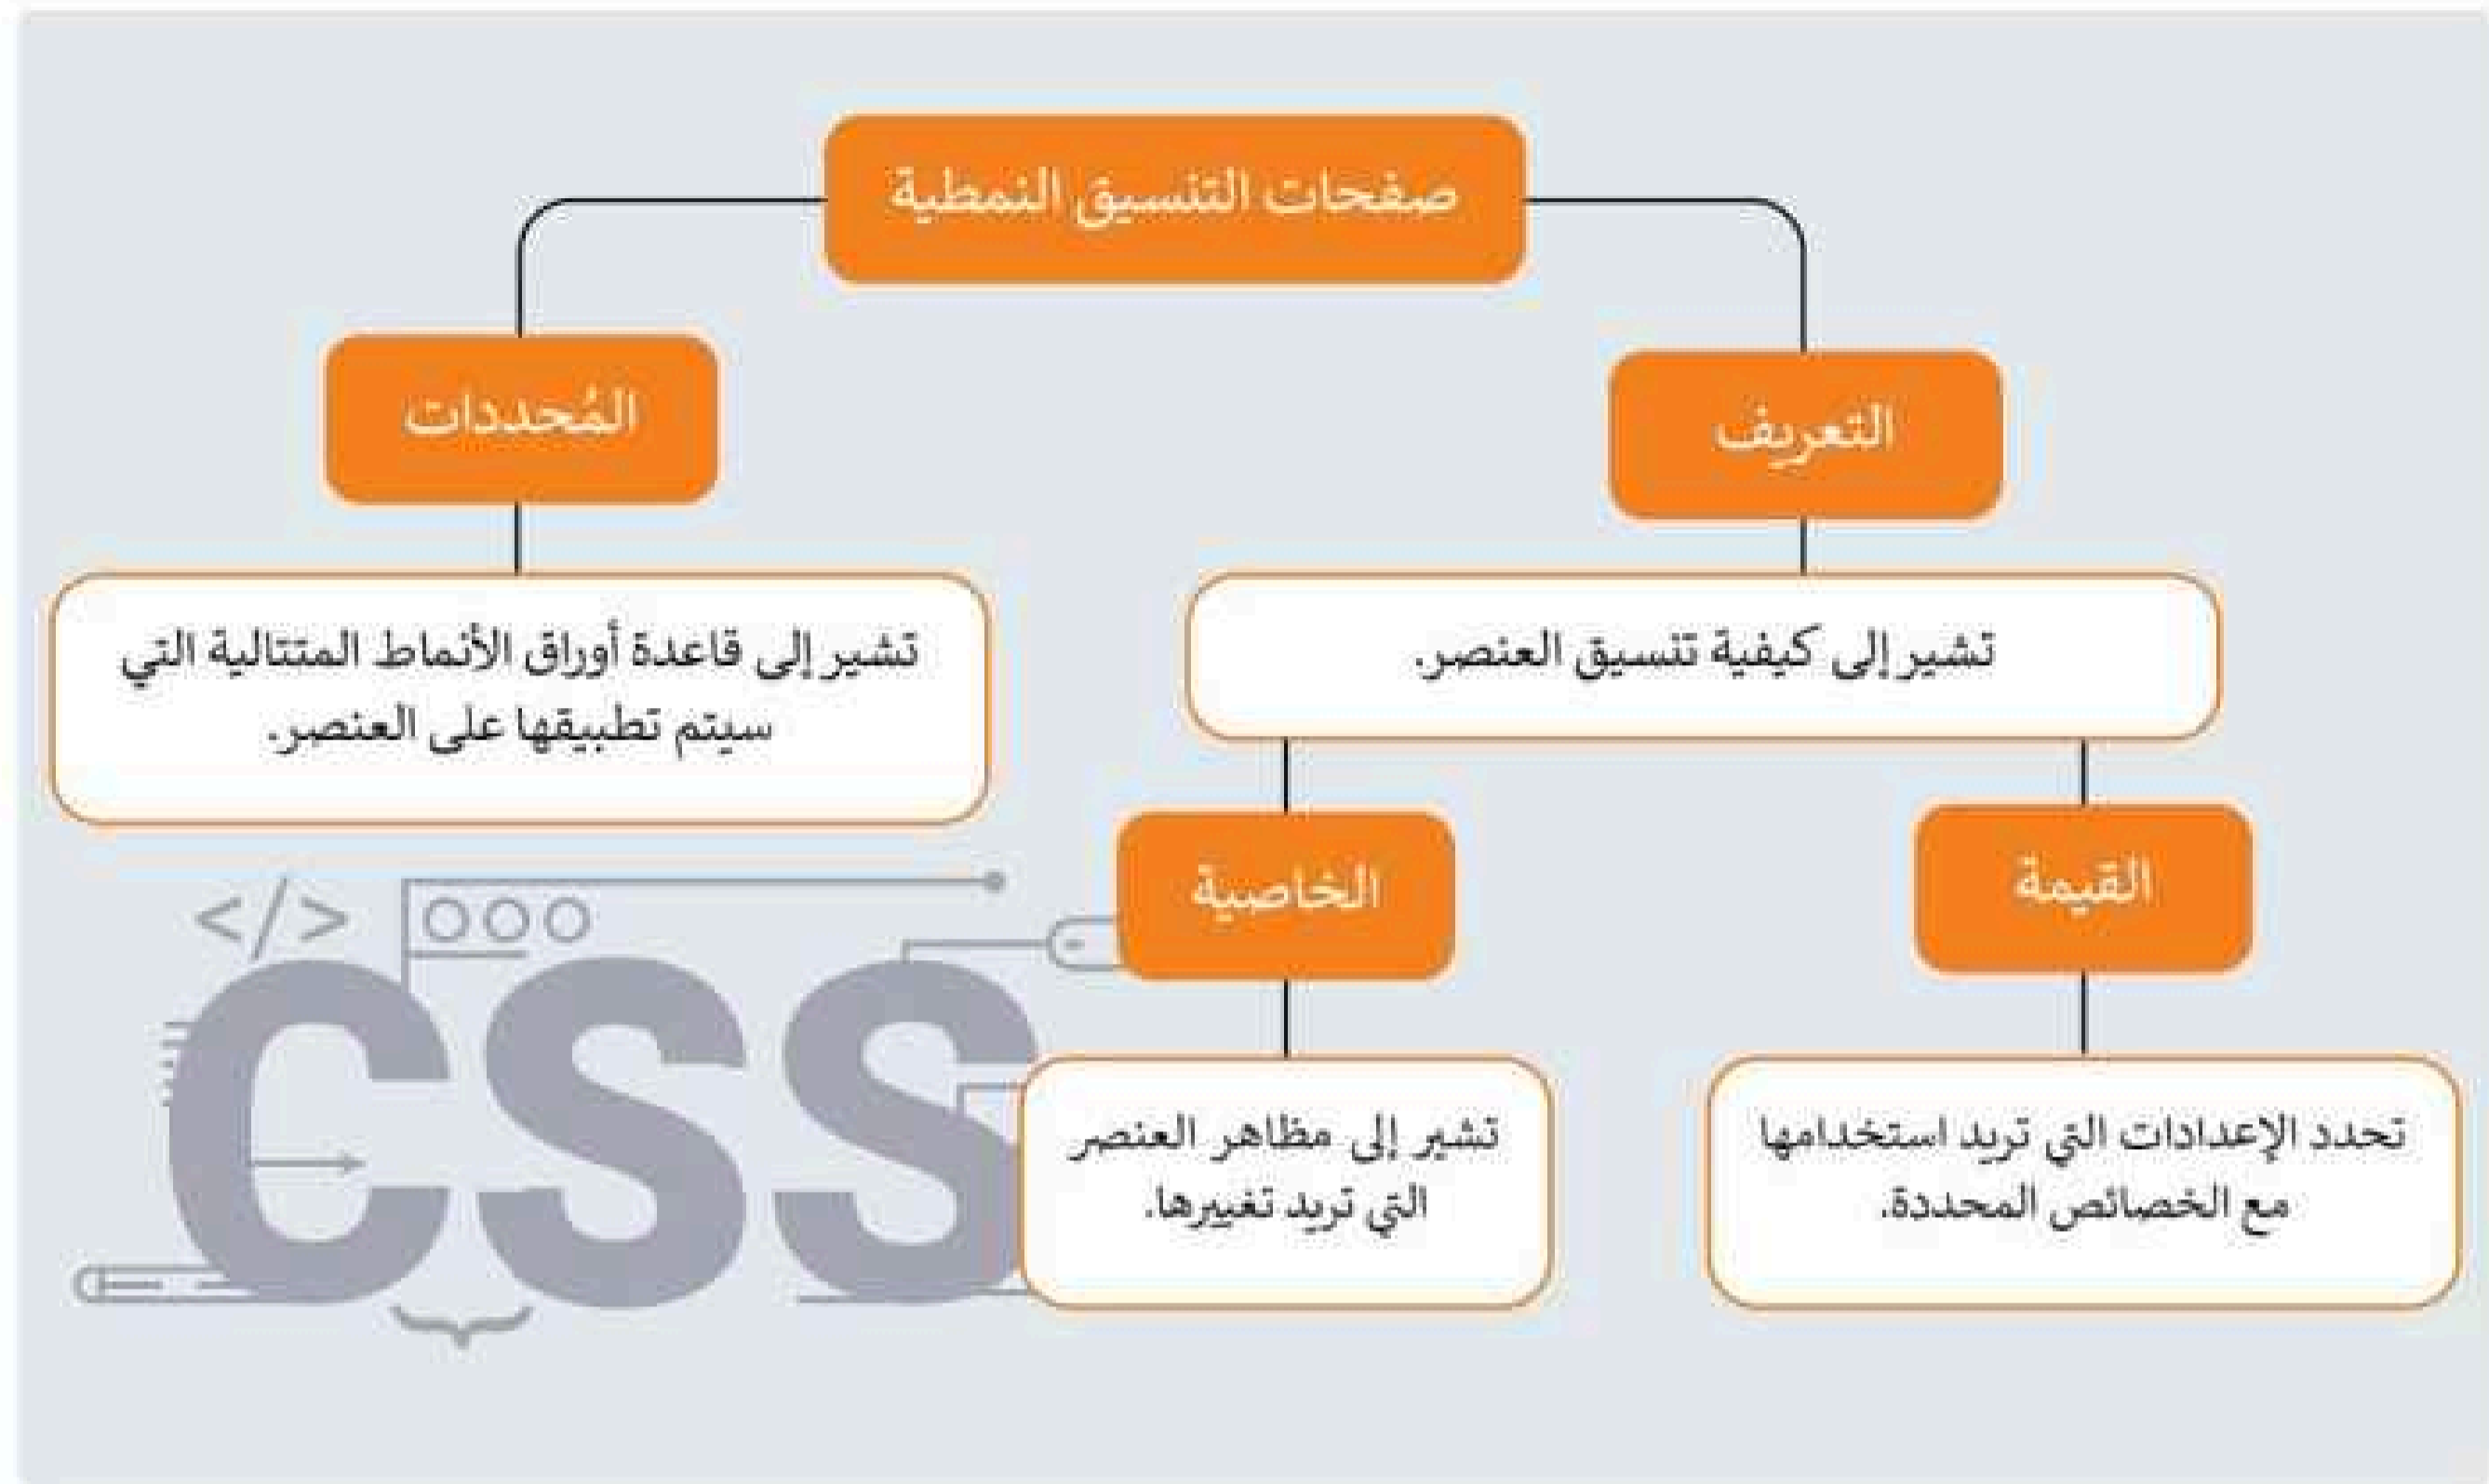 صفحات التنسيق النمطية
التعريف
المُحددات
تشير إلى كيفية تنسيق العنصر.
تشير إلى قاعدة أوراق الأنماط المتتالية التي
سيتم تطبيقها على العنصر.
القيمة
الخاصية
تحدد الإعدادات التي تريد استخدامها
مع الخصائص المحددة.
تشير إلى مظاهر العنصر
التي تريد تغييرها.
</>
CSS